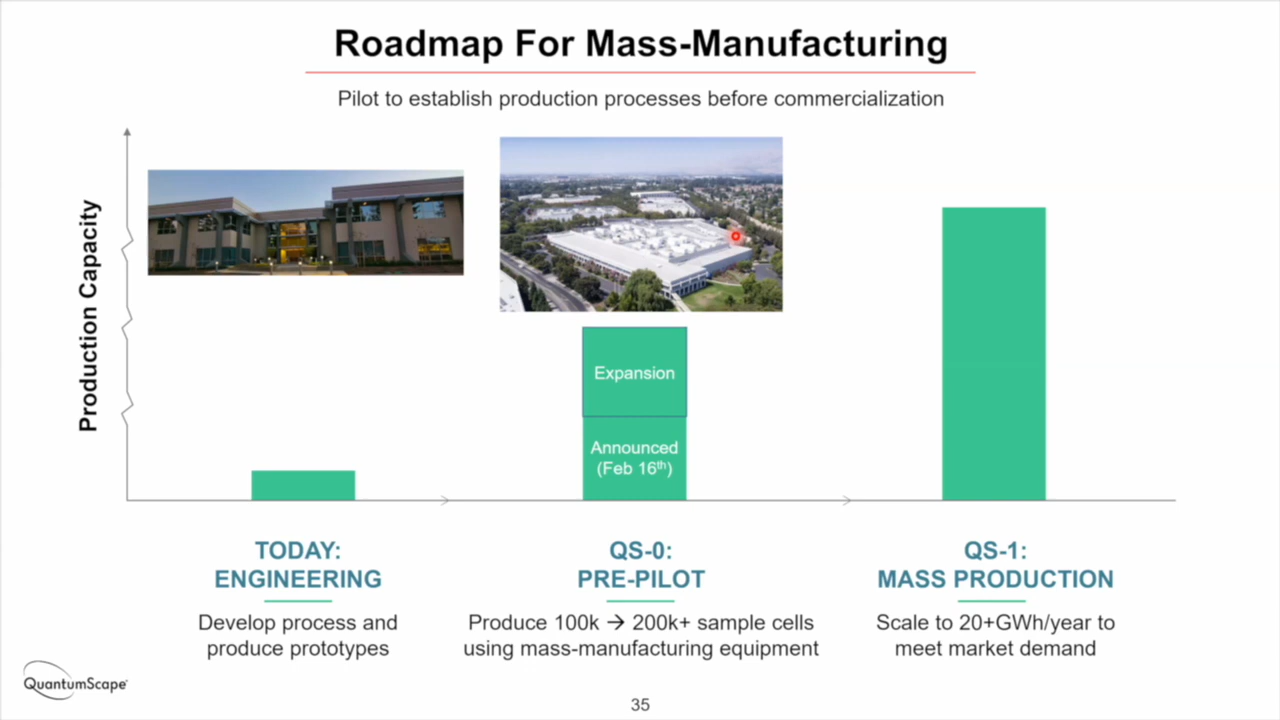 Roadmap For Mass-Manufacturing
Pilot to establish production processes before commercialization
Production Capacity
Expansion
Announced
(Feb 16th)
TODAY:
ENGINEERING
Develop process and
produce prototypes
QS-0:
PRE-PILOT
Produce 100k → 200k+ sample cells
using mass-manufacturing equipment
QS-1:
MASS PRODUCTION
Scale to 20+GWh/year to
meet market demand
QuantumScape
35